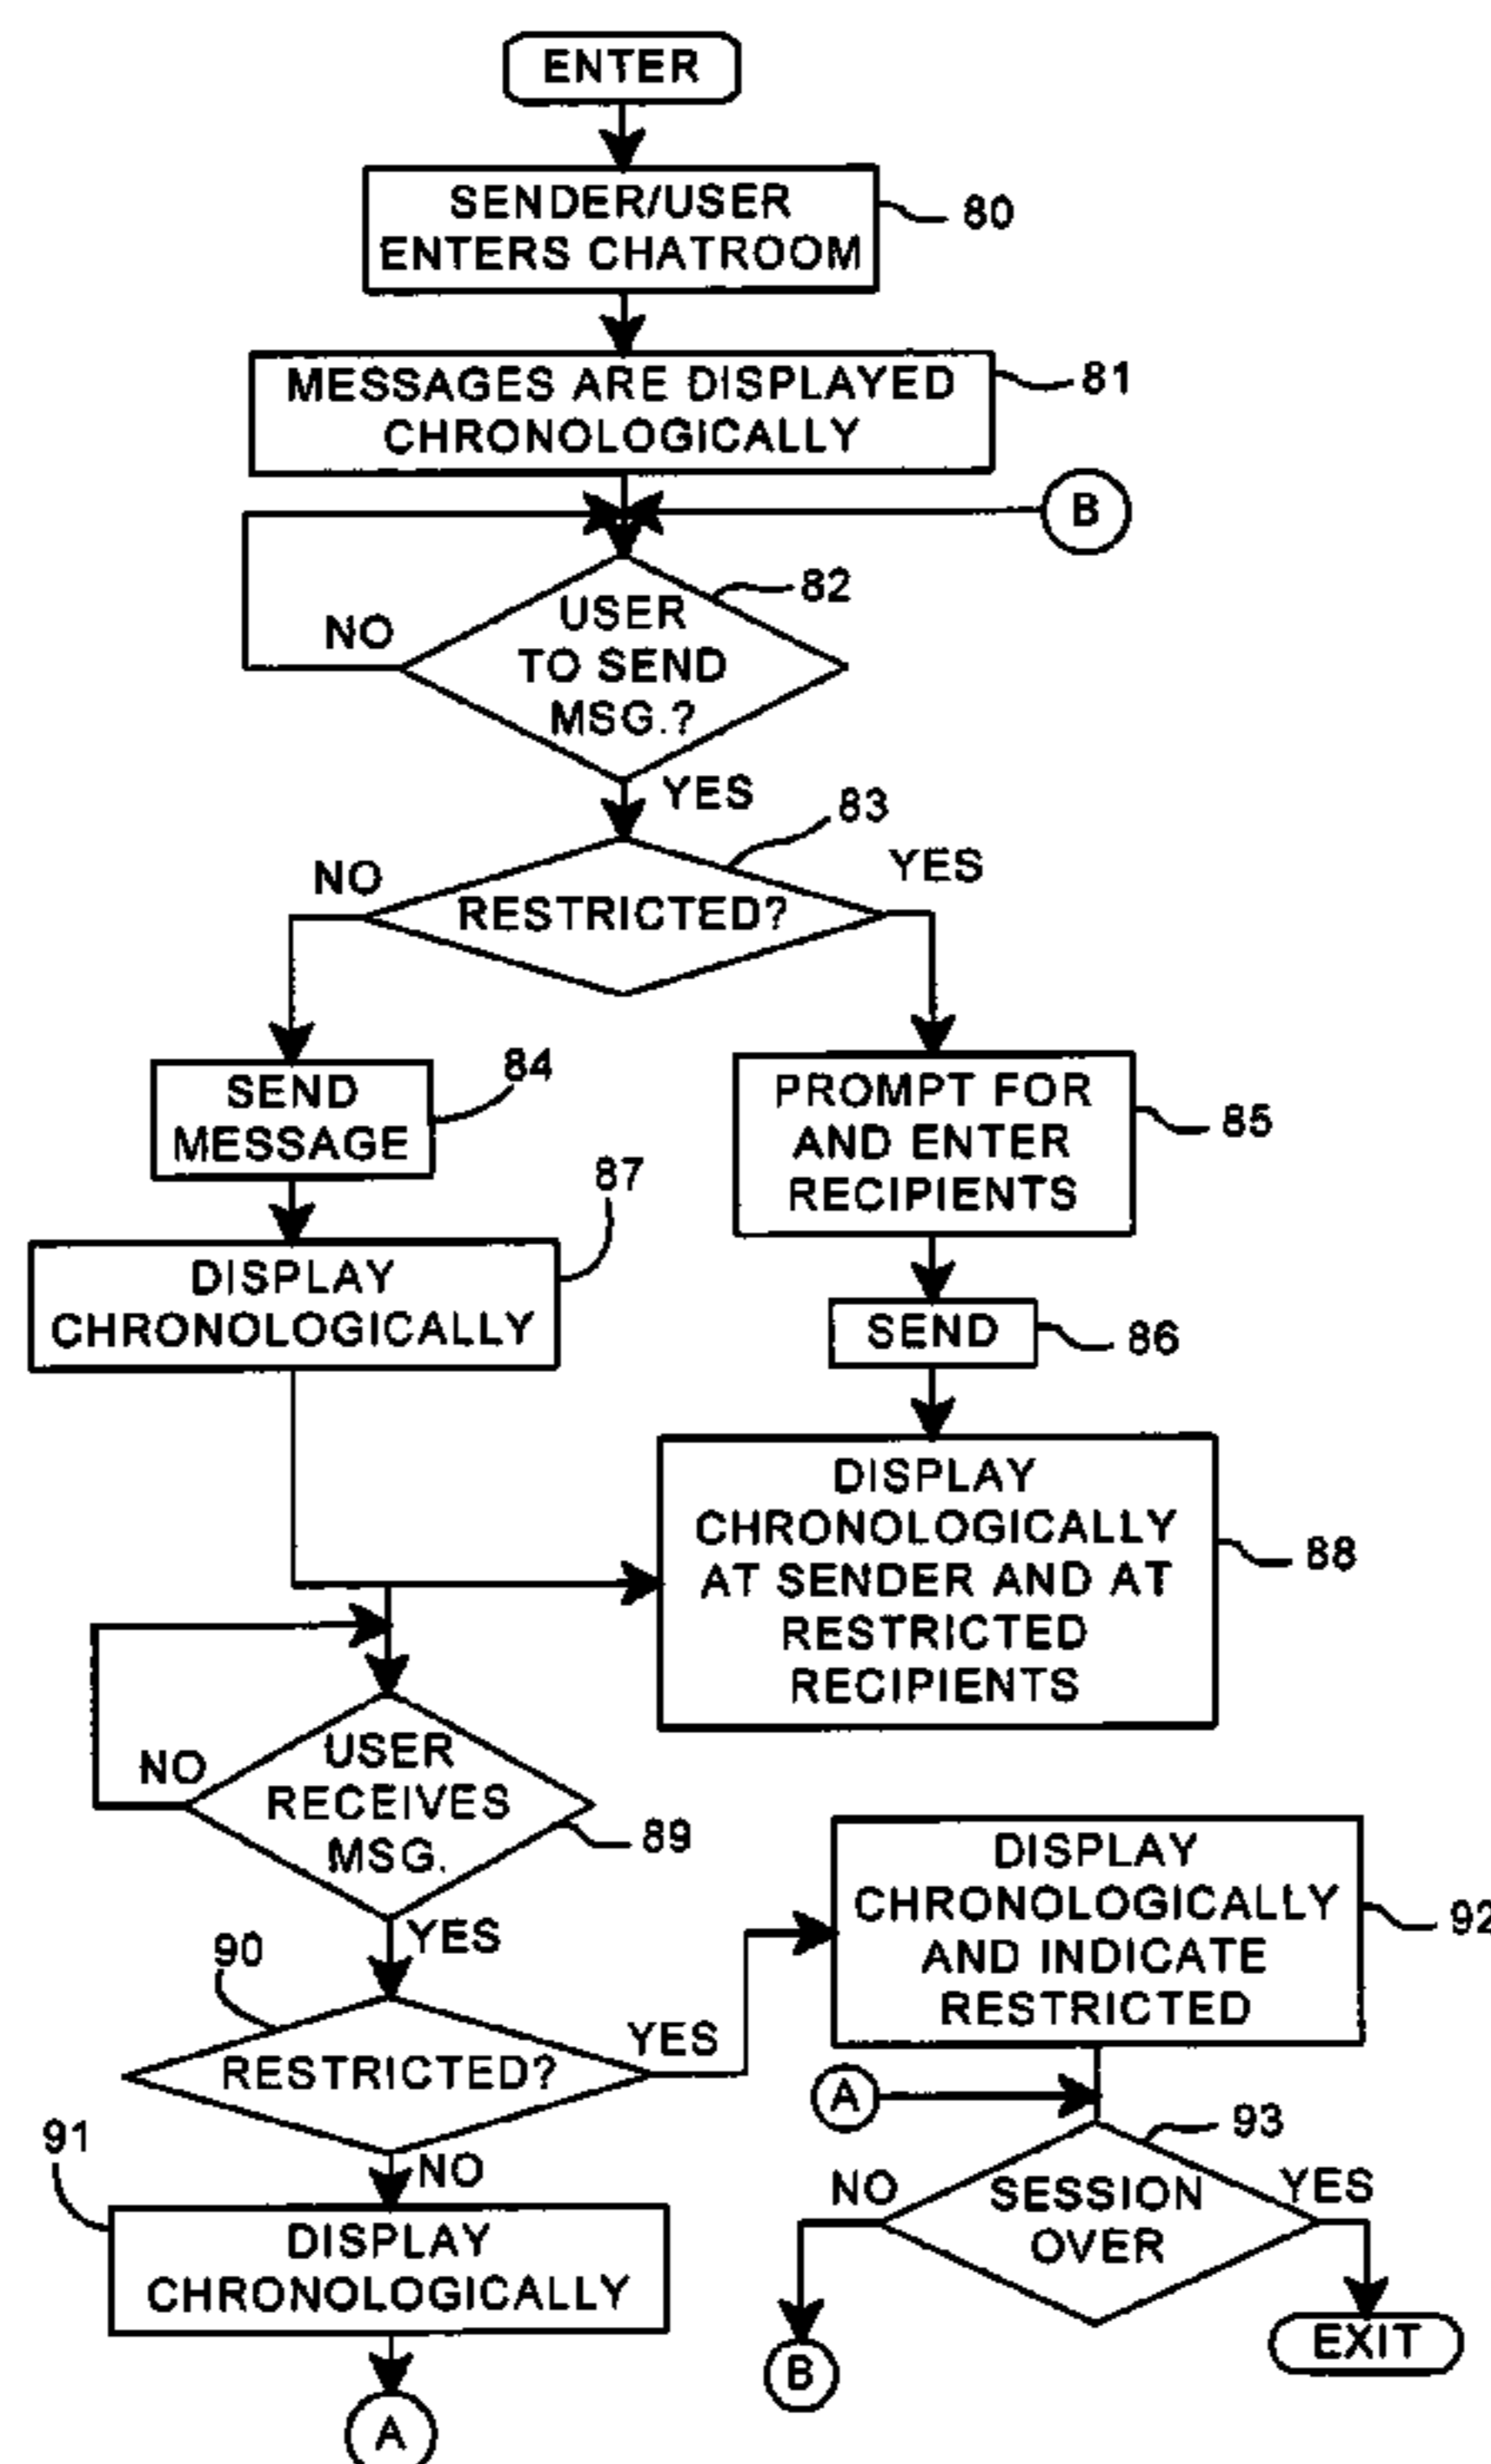 ENTER
SENDER/USER
ENTERS CHATROOM
80
MESSAGES ARE DISPLAYED
CHRONOLOGICALLY
81
B
82
USER
TO SEND
MSG.?
NO
YES
83
NO
YES
RESTRICTED?
SEND
MESSAGE
84
PROMPT FOR
AND ENTER
RECIPIENTS
85
87
DISPLAY
CHRONOLOGICALLY
SEND
86
DISPLAY
CHRONOLOGICALLY
AT SENDER AND AT
RESTRICTED
RECIPIENTS
88
USER
RECEIVES
MSG.
NO
89
YES
DISPLAY
CHRONOLOGICALLY
AND INDICATE
RESTRICTED
92
90
YES
RESTRICTED?
A
93
91
NO
NO
SESSION
OVER
YES
DISPLAY
CHRONOLOGICALLY
EXIT
B
A